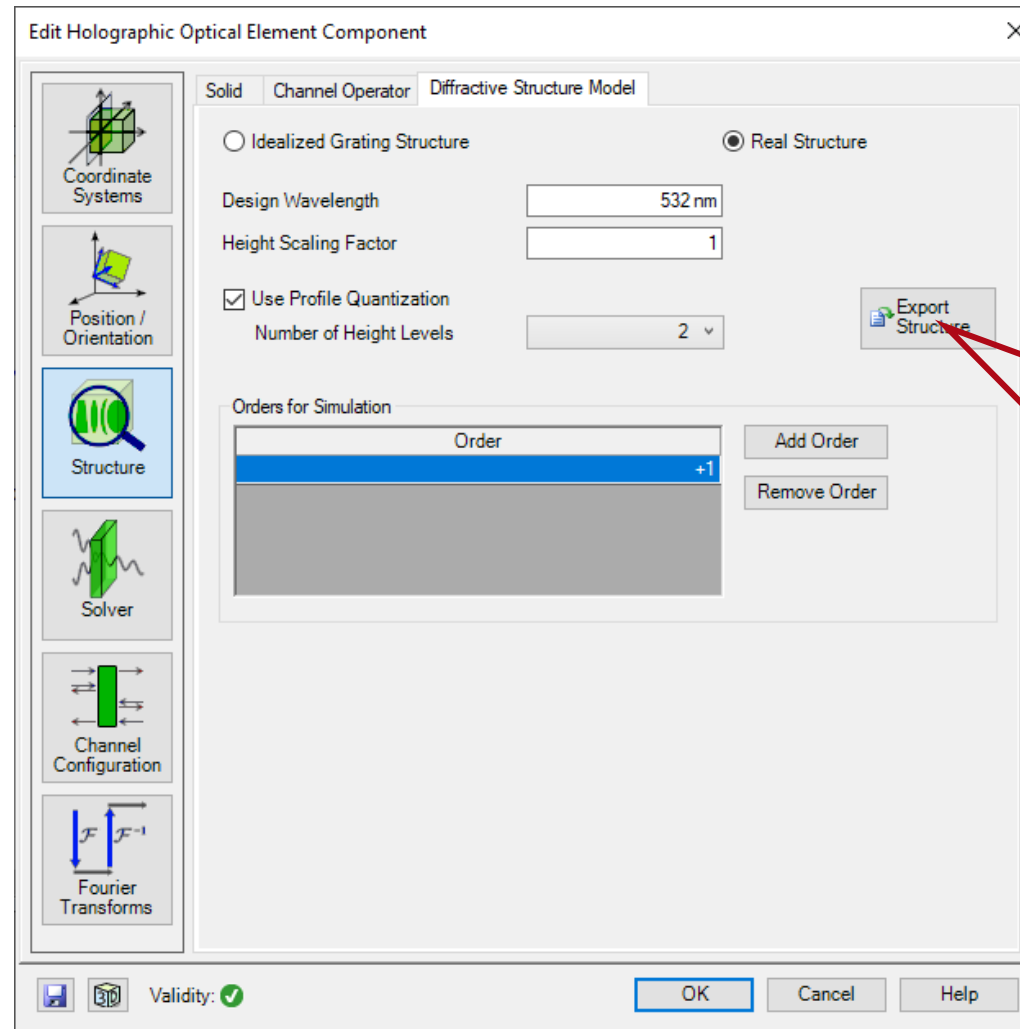 Edit Holographic Optical Element Component
Solid
Channel Operator
Diffractive Structure Model
Coordinate
Systems
Position /
Orientation
Structure
Solver
Channel
Configuration
ℱ ℱ⁻¹
Fourier
Transforms
Idealized Grating Structure
Real Structure
Design Wavelength
532 nm
Height Scaling Factor
1
Use Profile Quantization
Number of Height Levels
2
Export
Structure
Orders for Simulation
Order
+1
Add Order
Remove Order
3D
Validity:
OK
Cancel
Help